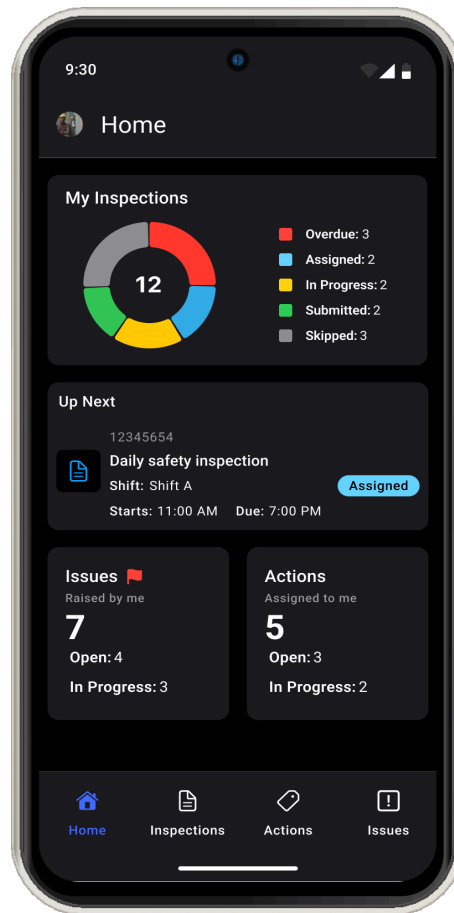 9:30
Home
My Inspections
12
Overdue: 3
Assigned: 2
In Progress: 2
Submitted: 2
Skipped: 3
Up Next
12345654
Daily safety inspection
Shift: Shift A
Assigned
Starts: 11:00 AM Due: 7:00 PM
Issues
Raised by me
7
Open: 4
In Progress: 3
Actions
Assigned to me
5
Open: 3
In Progress: 2
Home Inspections Actions Issues